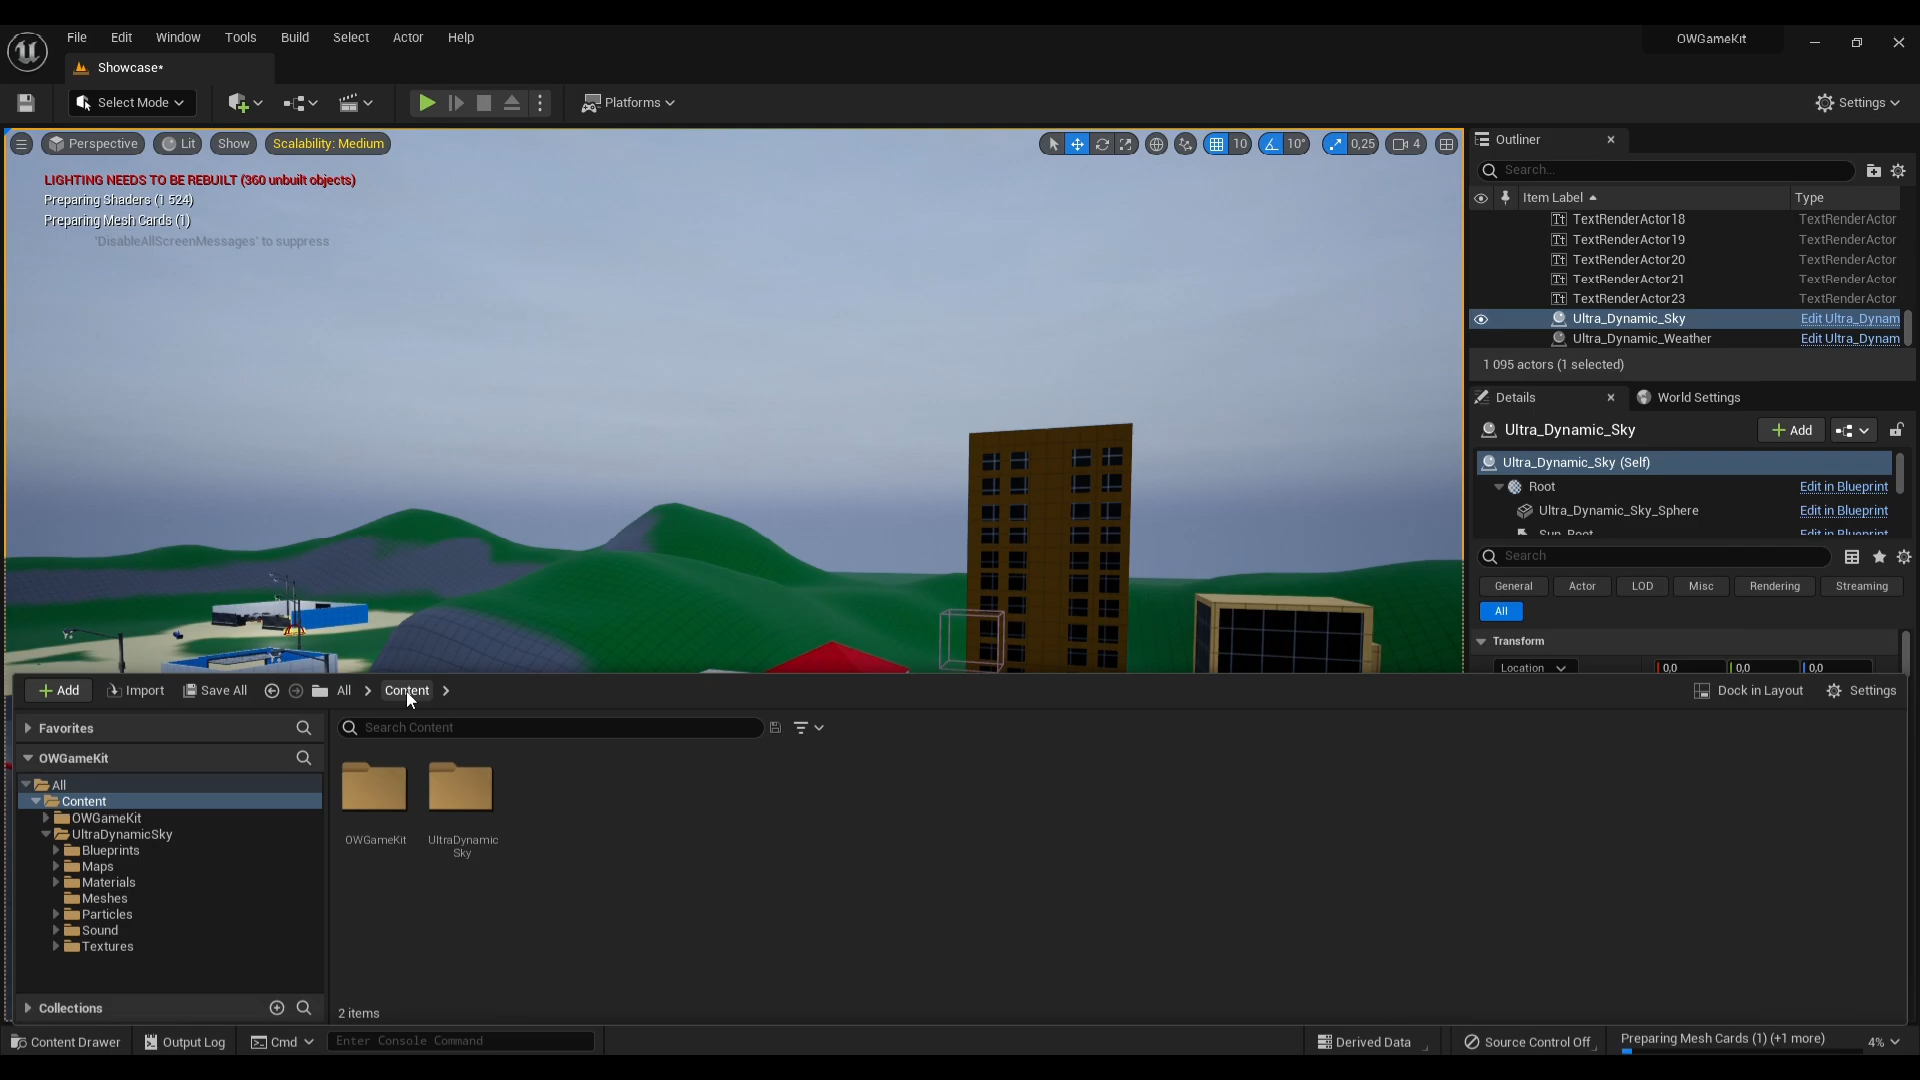 File Edit Window Tools Build Select Actor Help
OWGameKit
Showcase*
Select Mode
Platforms
Settings
Perspective Lit Show Scalability: Medium
10 10° 0,25 4
LIGHTING NEEDS TO BE REBUILT (360 unbuilt objects)
Preparing Shaders (1 524)
Preparing Mesh Cards (1)
'DisableAllScreenMessages' to suppress
Outliner
Search...
Item Label Type
TextRenderActor18 TextRenderActor
TextRenderActor19 TextRenderActor
TextRenderActor20 TextRenderActor
TextRenderActor21 TextRenderActor
TextRenderActor23 TextRenderActor
Ultra_Dynamic_Sky Edit Ultra_Dynam
Ultra_Dynamic_Weather Edit Ultra_Dynam
1 095 actors (1 selected)
Details World Settings
Ultra_Dynamic_Sky Add
Ultra_Dynamic_Sky (Self)
Root Edit in Blueprint
Ultra_Dynamic_Sky_Sphere Edit in Blueprint
Sun_Root Edit in Blueprint
Search
General Actor LOD Misc Rendering Streaming
All
Transform
Location 0,0 0,0 0,0
Add Import Save All All Content Dock in Layout Settings
Favorites
Search Content
OWGameKit
All
Content
OWGameKit
UltraDynamicSky
Blueprints
Maps
Materials
Meshes
Particles
Sound
Textures
Collections
OWGameKit
UltraDynamic
Sky
2 items
Content Drawer Output Log Cmd Enter Console Command Derived Data Source Control Off Preparing Mesh Cards (1) (+1 more) 4%